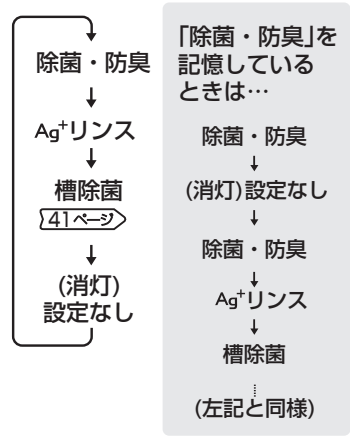 除菌・防臭
Ag⁺リンス
槽除菌
41ページ
(消灯)
設定なし
「除菌・防臭」を
記憶している
ときは…
除菌・防臭
(消灯)設定なし
除菌・防臭
Ag⁺リンス
槽除菌
(左記と同様)